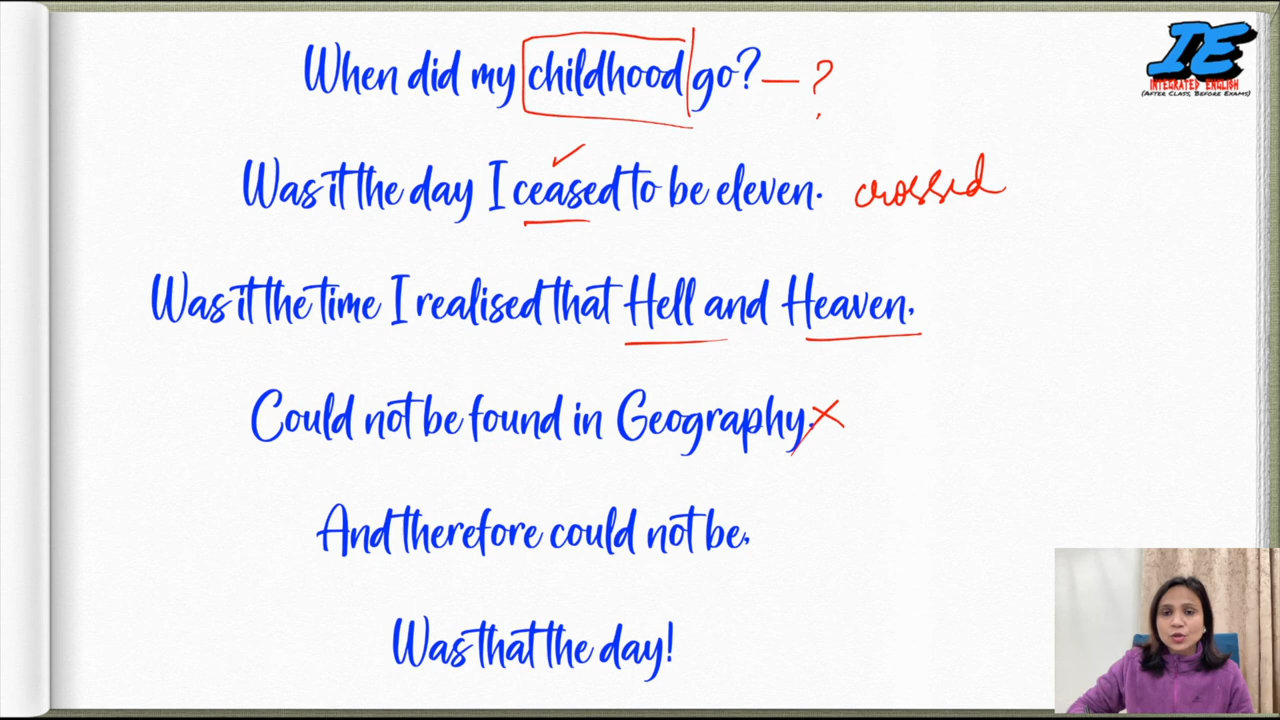 When did my childhood go? – ?
Was it the day I ceased to be eleven. crossed
Was it the time I realised that Hell and Heaven,
Could not be found in Geography,
And therefore could not be,
Was that the day!
IE
INTEGRATED ENGLISH
(AFTER CLASS, BEFORE EXAMS)